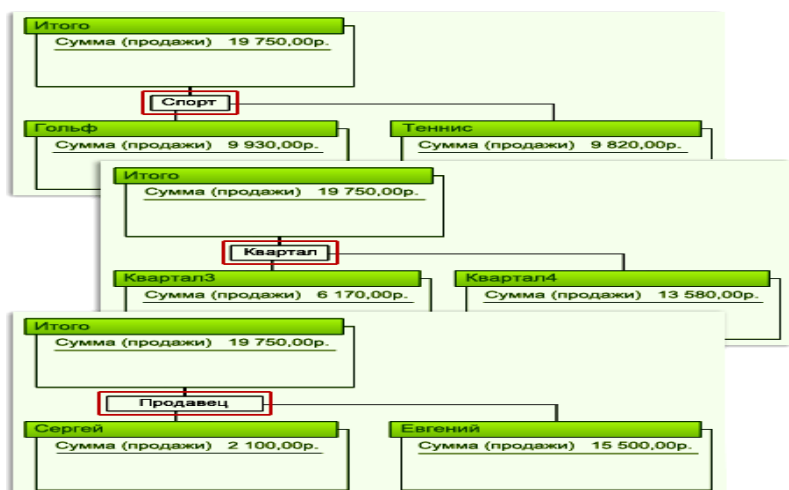 Итого
Сумма (продажи) 19 750,00р.
Спорт
Гольф Теннис
Сумма (продажи) 9 930,00р. Сумма (продажи) 9 820,00р.
Итого
Сумма (продажи) 19 750,00р.
Квартал
Квартал3 Квартал4
Сумма (продажи) 6 170,00р. Сумма (продажи) 13 580,00р.
Итого
Сумма (продажи) 19 750,00р.
Продавец
Сергей Евгений
Сумма (продажи) 2 100,00р. Сумма (продажи) 15 500,00р.